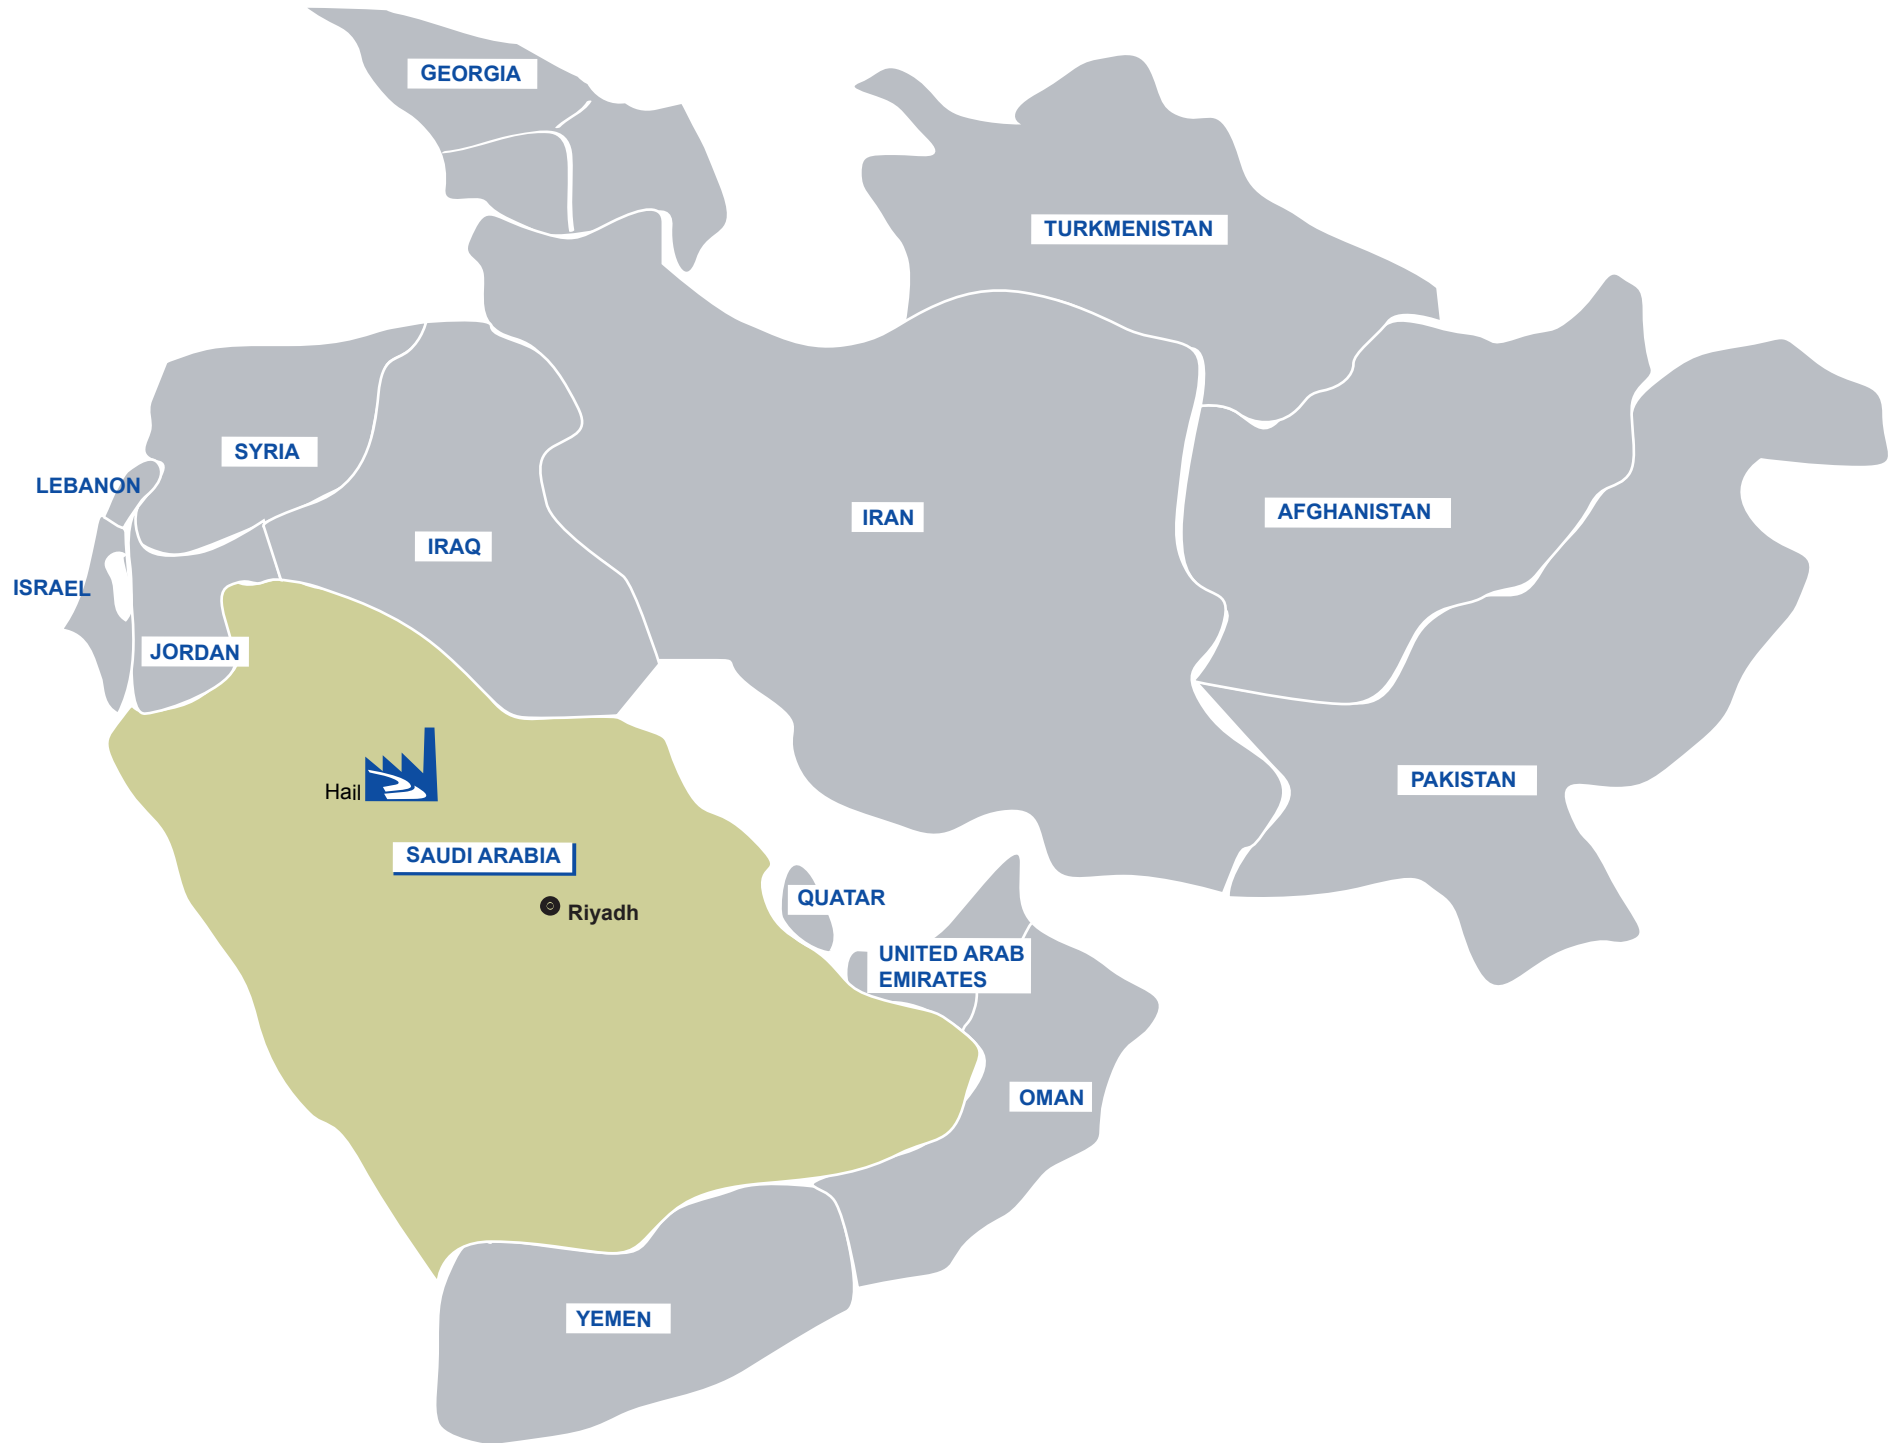 GEORGIA
TURKMENISTAN
SYRIA
LEBANON
IRAN
AFGHANISTAN
IRAQ
ISRAEL
JORDAN
PAKISTAN
Hail
SAUDI ARABIA
QUATAR
Riyadh
UNITED ARAB
EMIRATES
OMAN
YEMEN